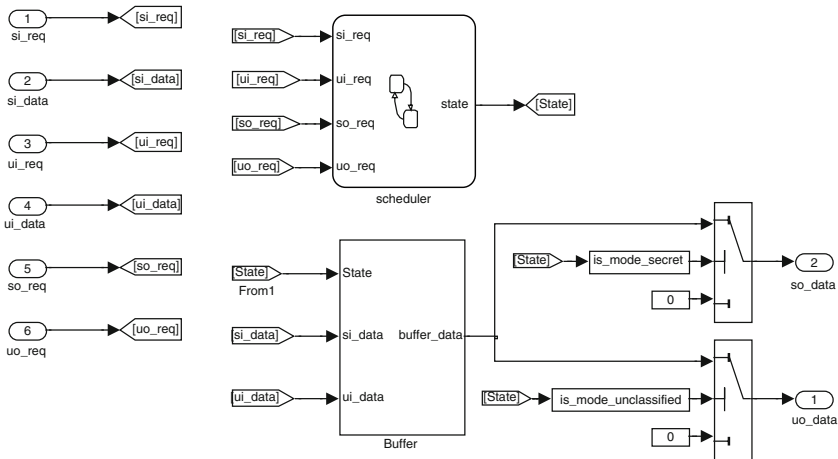 1
si_req
[si_req]
2
si_data
[si_data]
3
ui_req
[ui_req]
4
ui_data
[ui_data]
5
so_req
[so_req]
6
uo_req
[uo_req]
[si_req]
si_req
[ui_req]
ui_req
[so_req]
so_req
[uo_req]
uo_req
state
[State]
scheduler
[State]
From1
State
[si_data]
si_data
[ui_data]
ui_data
buffer_data
Buffer
[State]
is_mode_secret
0
2
so_data
[State]
is_mode_unclassified
0
1
uo_data